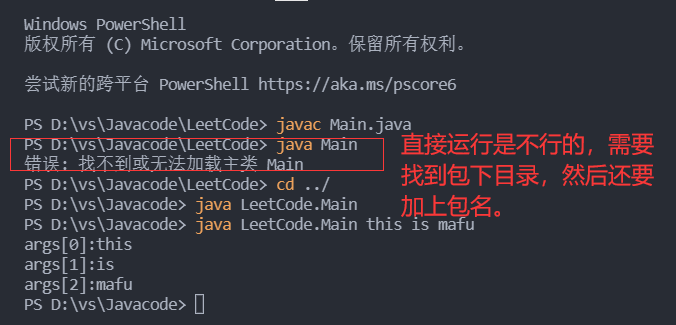 Windows PowerShell
版权所有 (C) Microsoft Corporation。保留所有权利。
尝试新的跨平台 PowerShell https://aka.ms/pscore6
PS D:\vs\Javacode\LeetCode> javac Main.java
PS D:\vs\Javacode\LeetCode> java Main
错误: 找不到或无法加载主类 Main
PS D:\vs\Javacode\LeetCode> cd ../
PS D:\vs\Javacode> java LeetCode.Main
PS D:\vs\Javacode> java LeetCode.Main this is mafu
args[0]:this
args[1]:is
args[2]:mafu
PS D:\vs\Javacode>
直接运行是不行的，需要
找到包下目录，然后还要
加上包名。